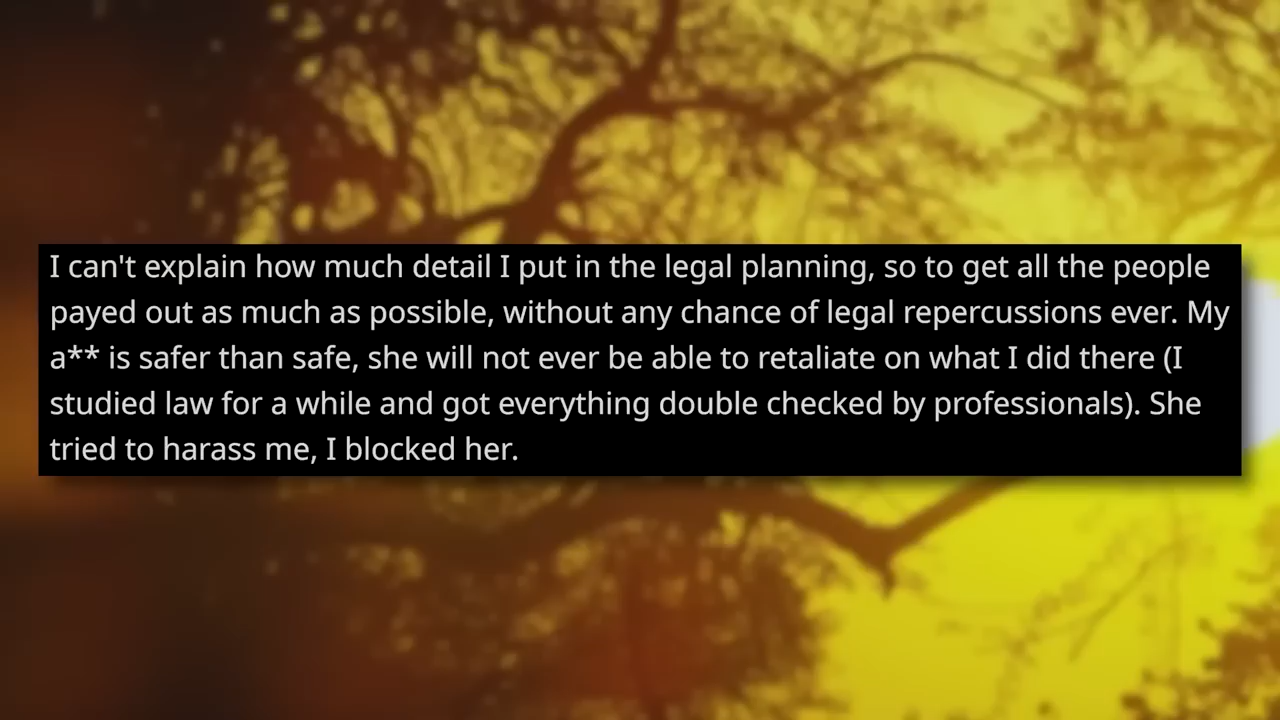 I can't explain how much detail I put in the legal planning, so to get all the people
payed out as much as possible, without any chance of legal repercussions ever. My
a** is safer than safe, she will not ever be able to retaliate on what I did there (I
studied law for a while and got everything double checked by professionals). She
tried to harass me, I blocked her.